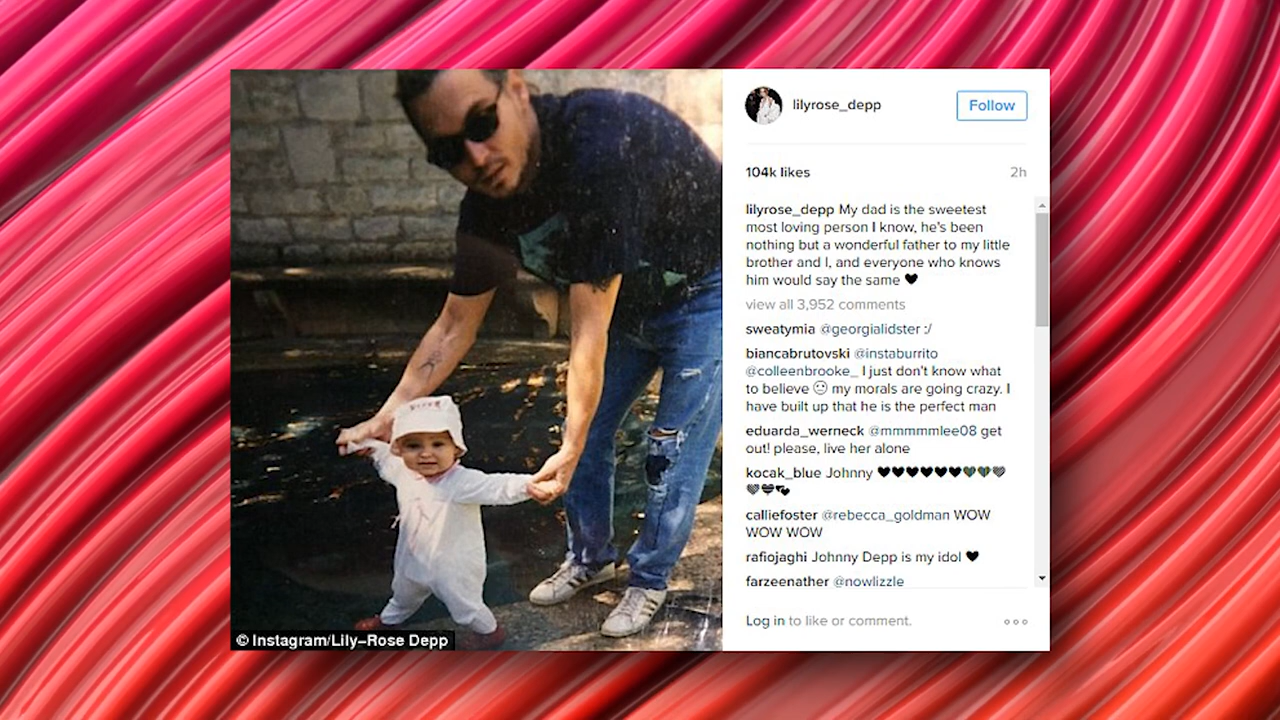 lilyrose_depp
Follow
104k likes
2h
lilyrose_depp My dad is the sweetest
most loving person I know, he's been
nothing but a wonderful father to my little
brother and I, and everyone who knows
him would say the same 🖤
view all 3,952 comments
sweatymia @georgialidster :/
biancabrutovski @instaburrito
@colleenbrooke_ I just don't know what
to believe 😐 my morals are going crazy. I
have built up that he is the perfect man
eduarda_werneck @mmmmmlee08 get
out! please, live her alone
kocak_blue Johnny
calliefoster @rebecca_goldman WOW
WOW WOW
rafiojaghi Johnny Depp is my idol 🖤
farzeenather @nowlizzle
Log in to like or comment.
© Instagram/Lily–Rose Depp